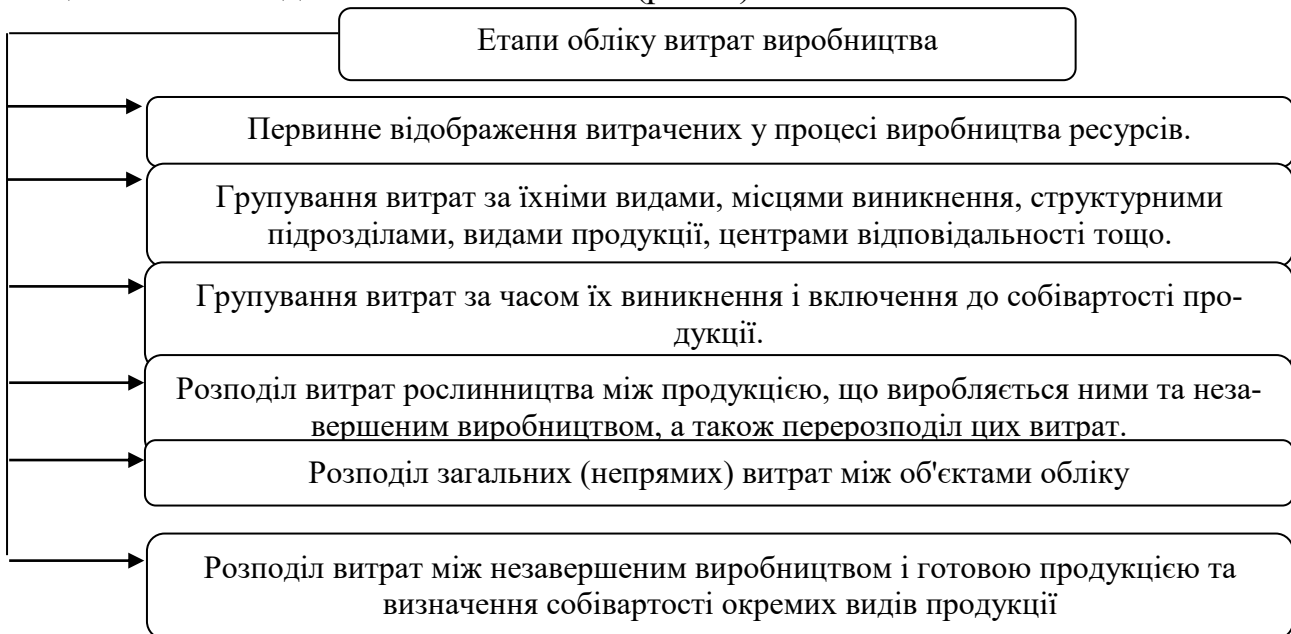 Етапи обліку витрат виробництва
Первинне відображення витрачених у процесі виробництва ресурсів.
Групування витрат за їхніми видами, місцями виникнення, структурними
підрозділами, видами продукції, центрами відповідальності тощо.
Групування витрат за часом їх виникнення і включення до собівартості про-
дукції.
Розподіл витрат рослинництва між продукцією, що виробляється ними та неза-
вершеним виробництвом, а також перерозподіл цих витрат.
Розподіл загальних (непрямих) витрат між об'єктами обліку
Розподіл витрат між незавершеним виробництвом і готовою продукцією та
визначення собівартості окремих видів продукції